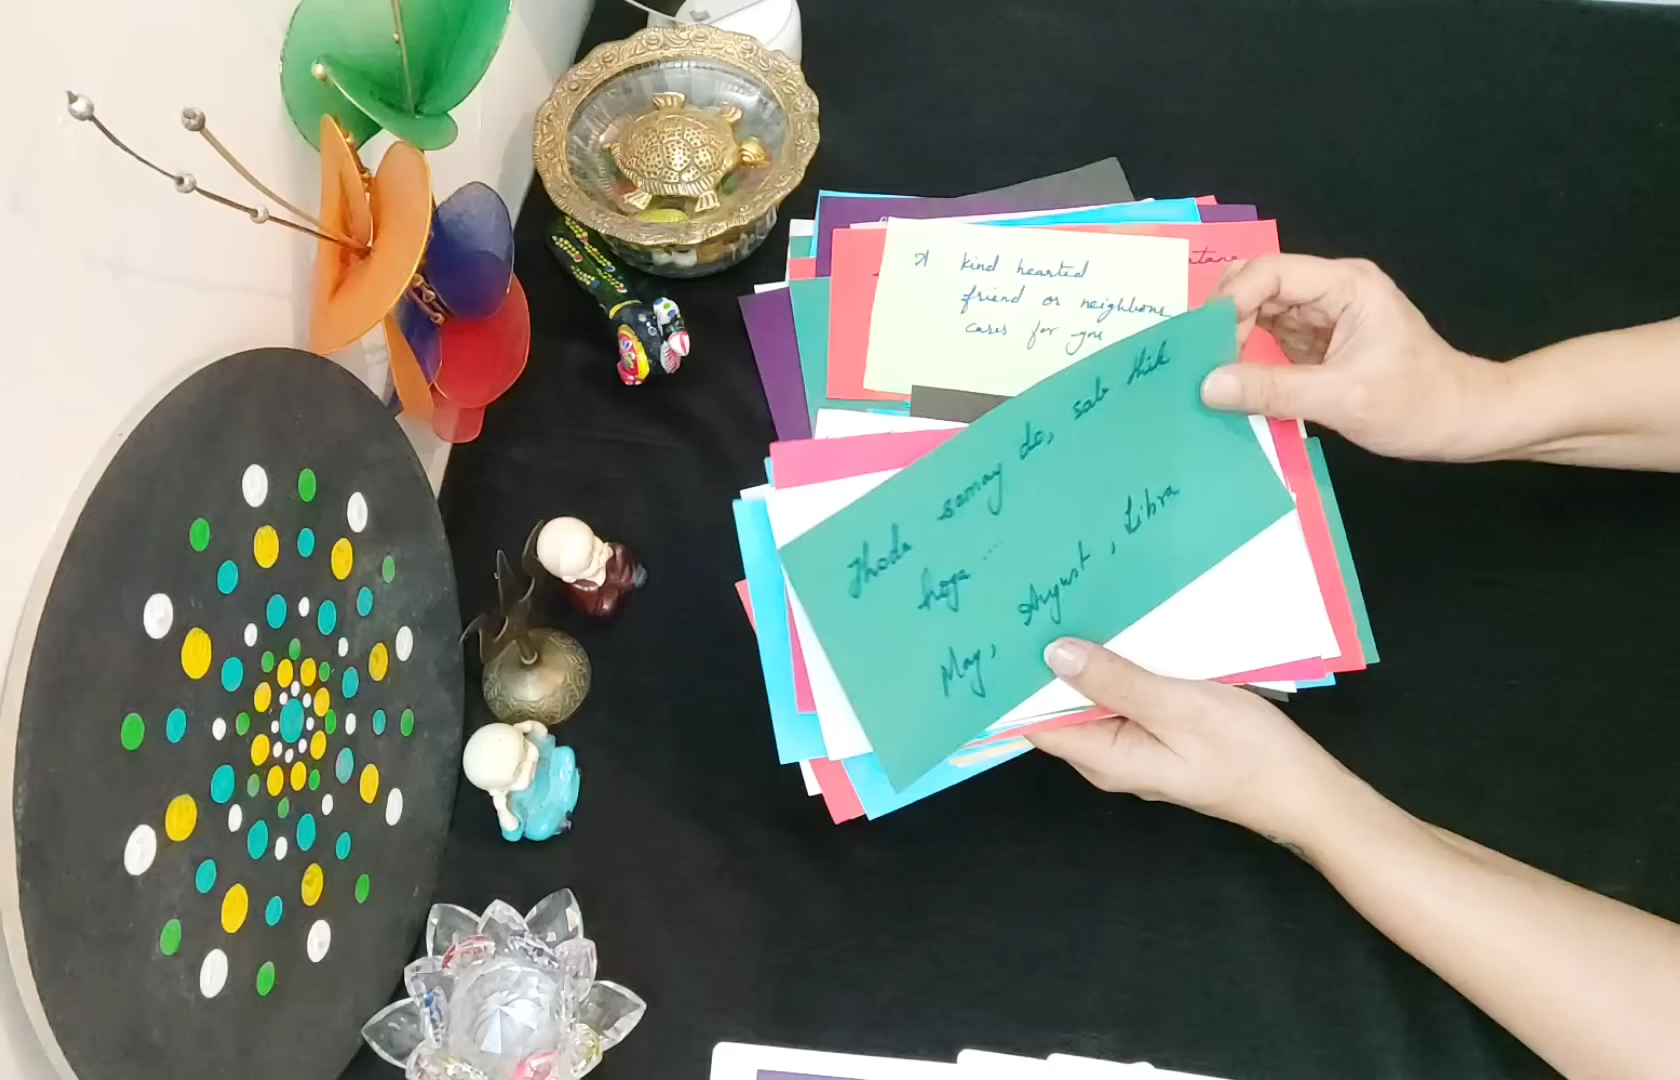 A kind hearted
friend or neighbour
cares for you
Thoda samay do, sab thik
hoga ....
May, August, Libra